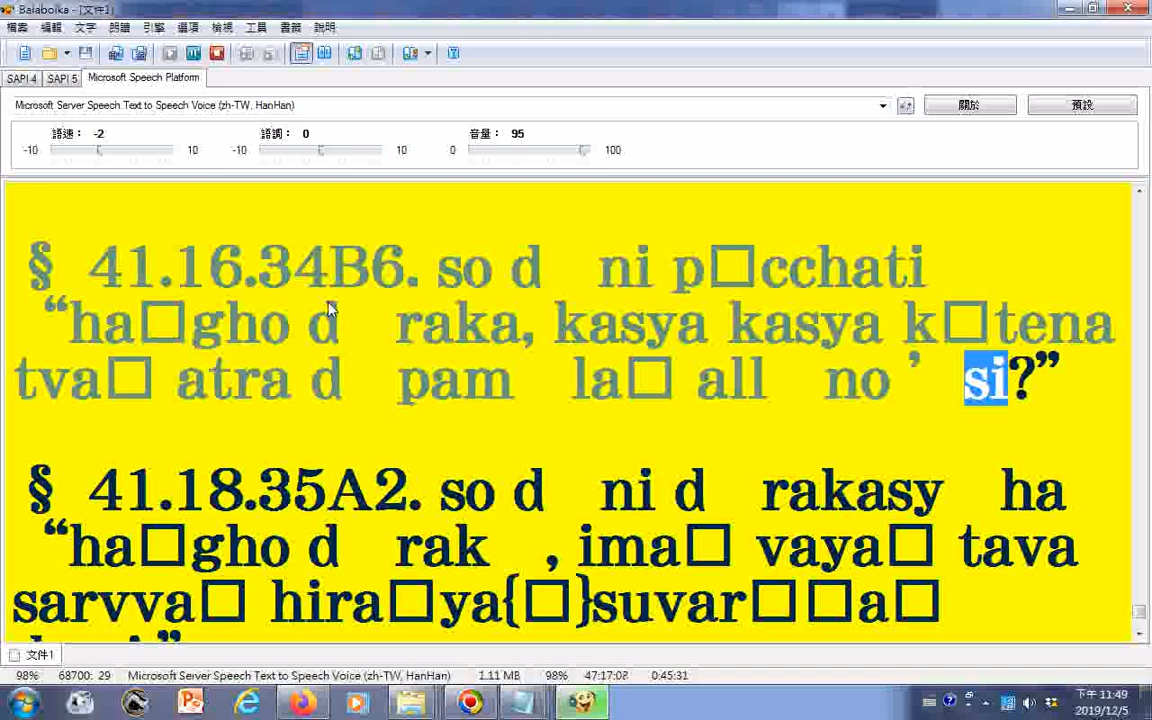 Balabolka - [文件1]
檔案 編輯 文字 朗讀 引擎 選項 檢視 工具 書籤 說明
SAPI 4 SAPI 5 Microsoft Speech Platform
Microsoft Server Speech Text to Speech Voice (zh-TW, HanHan) 關於 預設
語速： -2 語調： 0 音量： 95
-10 10 -10 10 0 100
§ 41.16.34B6. so d ni p□cchati
“ha□gho d raka, kasya kasya k□tena
tva□ atra d pam la□ all no ’ si?”
§ 41.18.35A2. so d ni d rakasy ha
“ha□gho d rak , ima□ vaya□ tava
sarvva□ hira□ya{□}suvar□□a□
文件1
98% 68700: 29 Microsoft Server Speech Text to Speech Voice (zh-TW, HanHan) 1.11 MB 98% 47:17:08 0:45:31
下午 11:49
2019/12/5